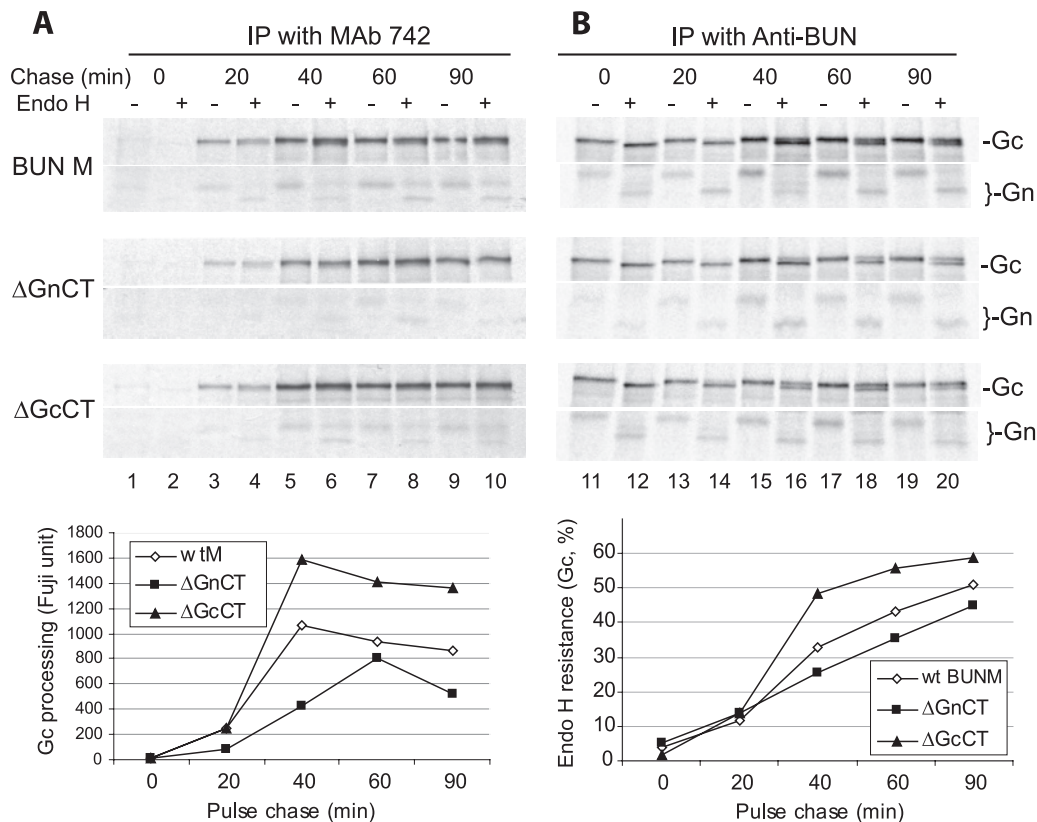 A
IP with MAb 742
Chase (min) 0 20 40 60 90
Endo H - + - + - + - + - +
BUN M
ΔGnCT
ΔGcCT
1 2 3 4 5 6 7 8 9 10
B
IP with Anti-BUN
0 20 40 60 90
- + - + - + - + - +
-Gc
}-Gn
-Gc
}-Gn
-Gc
}-Gn
11 12 13 14 15 16 17 18 19 20
Gc processing (Fuji unit)
1800
1600
1400
1200
1000
800
600
400
200
0
w tM
ΔGnCT
ΔGcCT
0 20 40 60 90
Pulse chase (min)
Endo H resistance (Gc, %)
60
50
40
30
20
10
0
wt BUNM
ΔGnCT
ΔGcCT
0 20 40 60 90
Pulse chase (min)